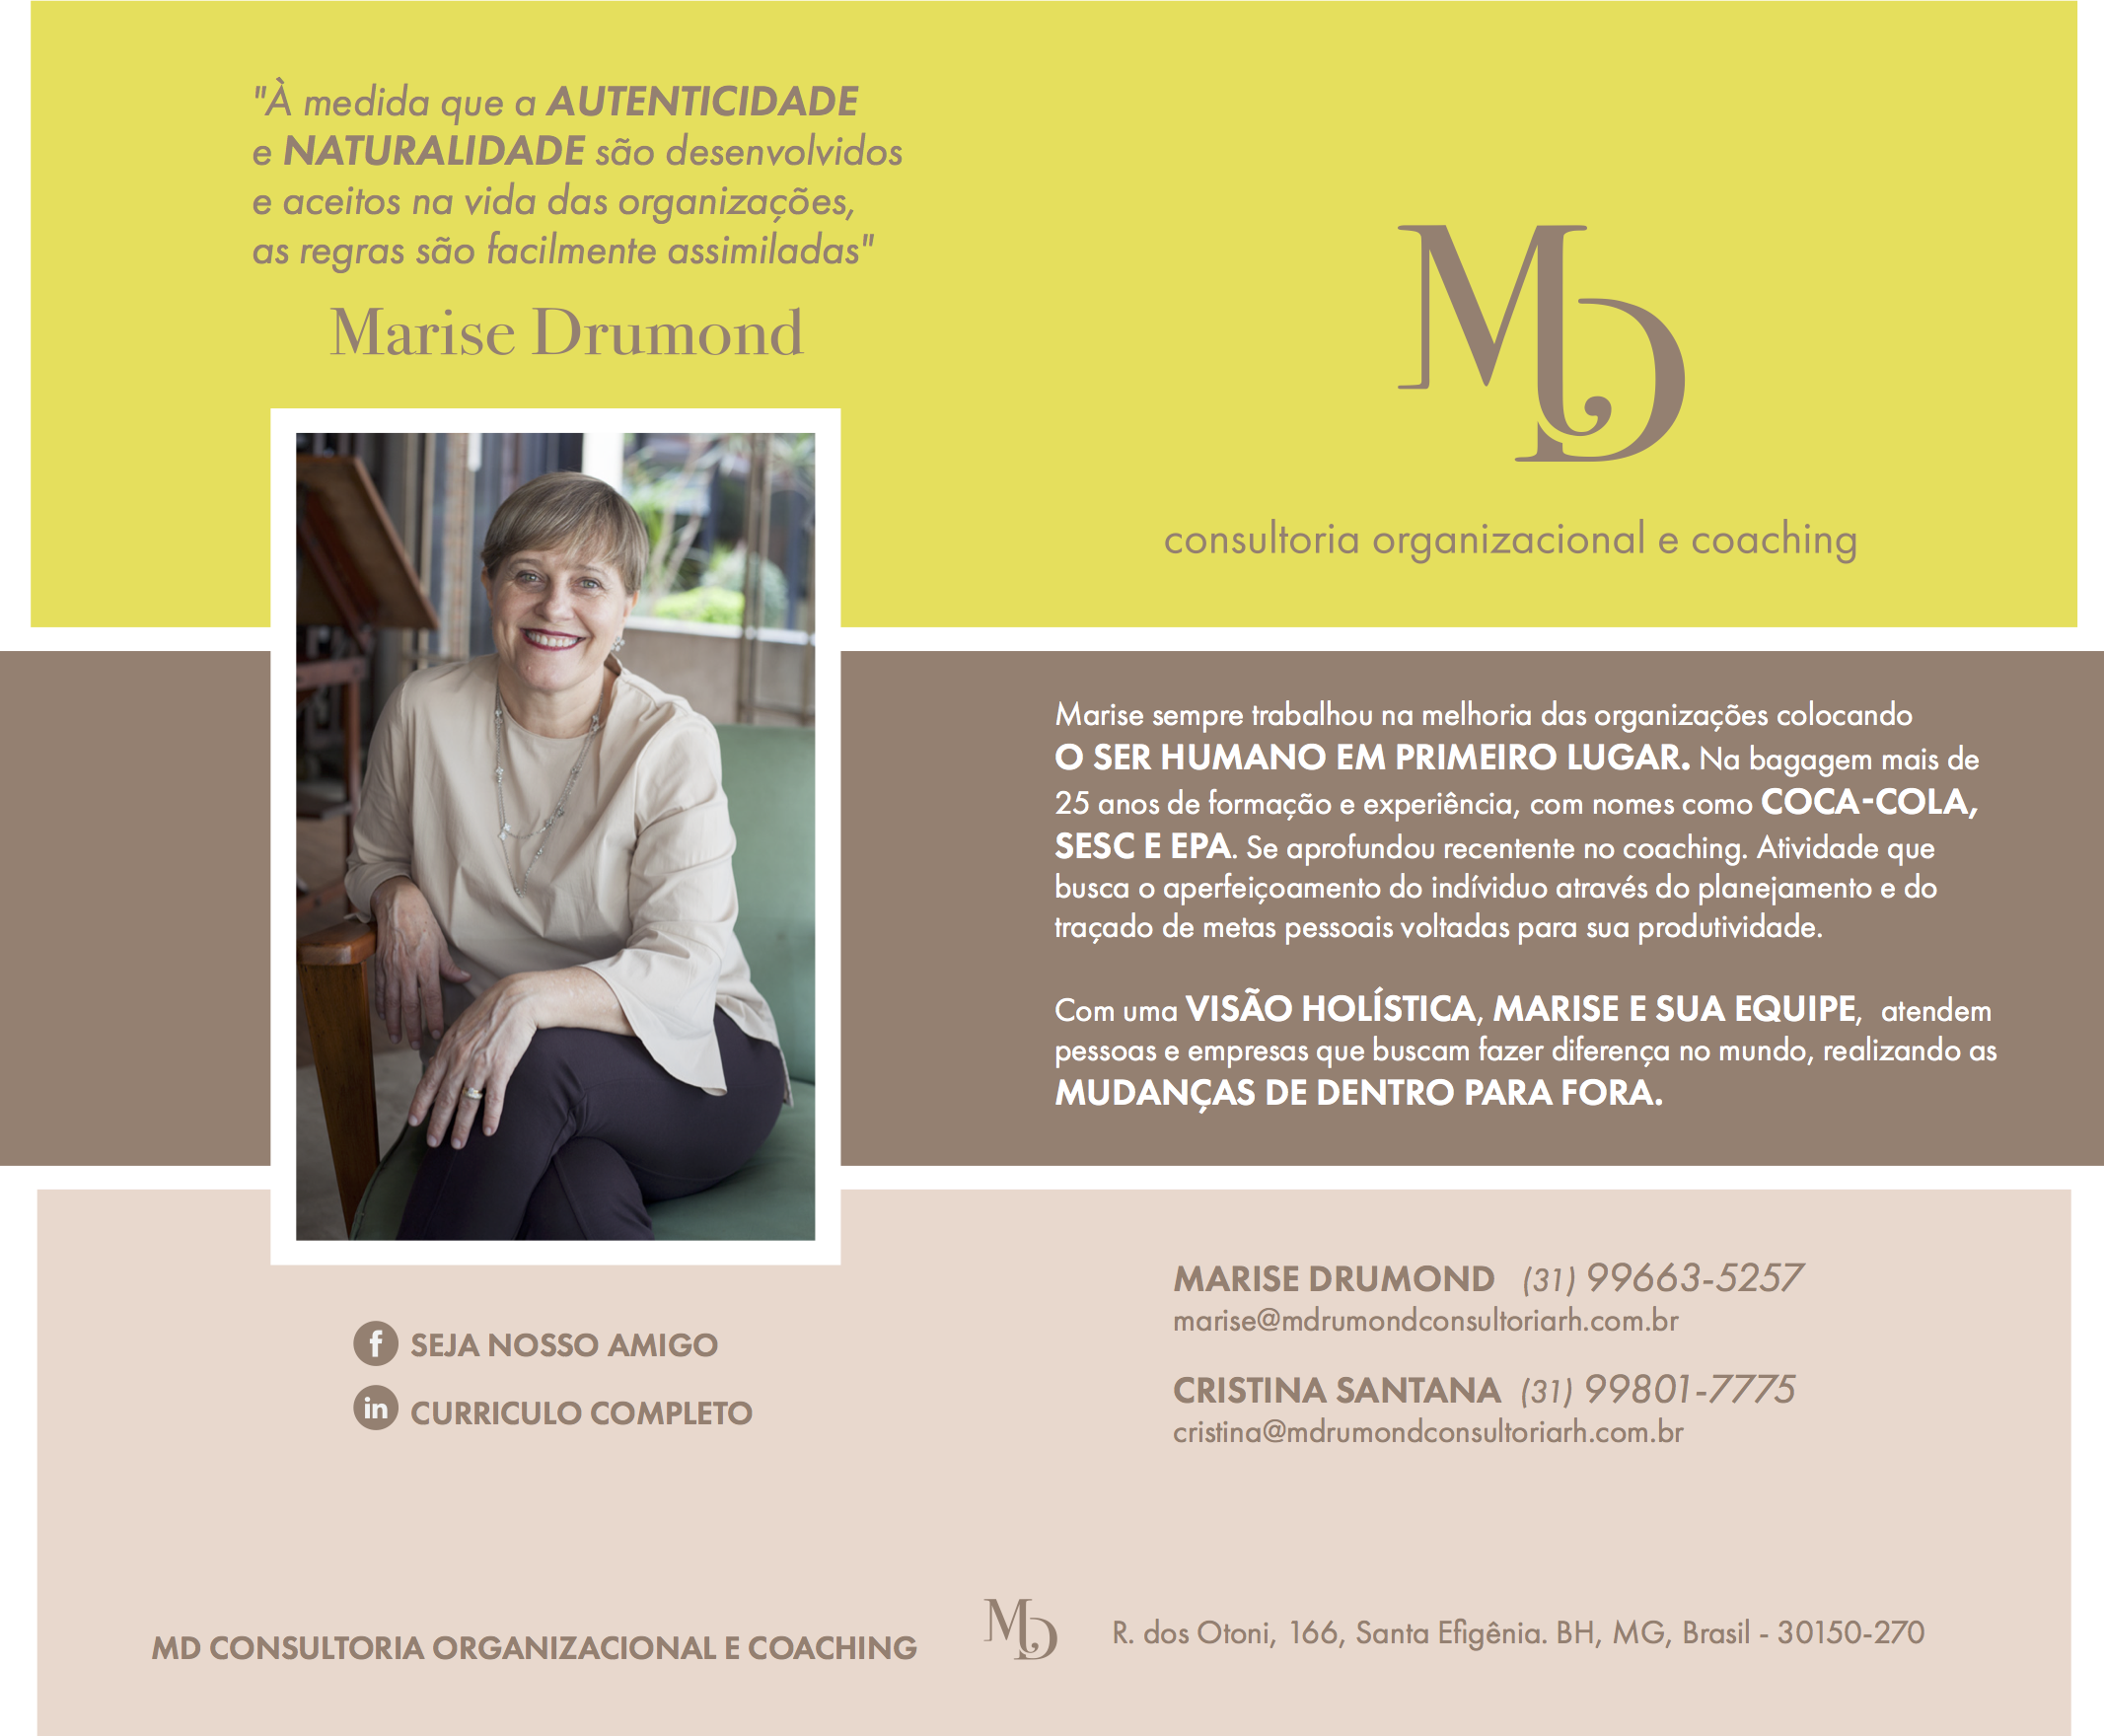 "À medida que a AUTENTICIDADE
e NATURALIDADE são desenvolvidos
e aceitos na vida das organizações,
as regras são facilmente assimiladas"
Marise Drumond
MD
consultoria organizacional e coaching
Marise sempre trabalhou na melhoria das organizações colocando
O SER HUMANO EM PRIMEIRO LUGAR. Na bagagem mais de
25 anos de formação e experiência, com nomes como COCA-COLA,
SESC E EPA. Se aprofundou recentente no coaching. Atividade que
busca o aperfeiçoamento do indíviduo através do planejamento e do
traçado de metas pessoais voltadas para sua produtividade.
Com uma VISÃO HOLÍSTICA, MARISE E SUA EQUIPE, atendem
pessoas e empresas que buscam fazer diferença no mundo, realizando as
MUDANÇAS DE DENTRO PARA FORA.
f SEJA NOSSO AMIGO
in CURRICULO COMPLETO
MARISE DRUMOND (31) 99663-5257
marise@mdrumondconsultoriarh.com.br
CRISTINA SANTANA (31) 99801-7775
cristina@mdrumondconsultoriarh.com.br
MD CONSULTORIA ORGANIZACIONAL E COACHING
MD
R. dos Otoni, 166, Santa Efigênia. BH, MG, Brasil - 30150-270